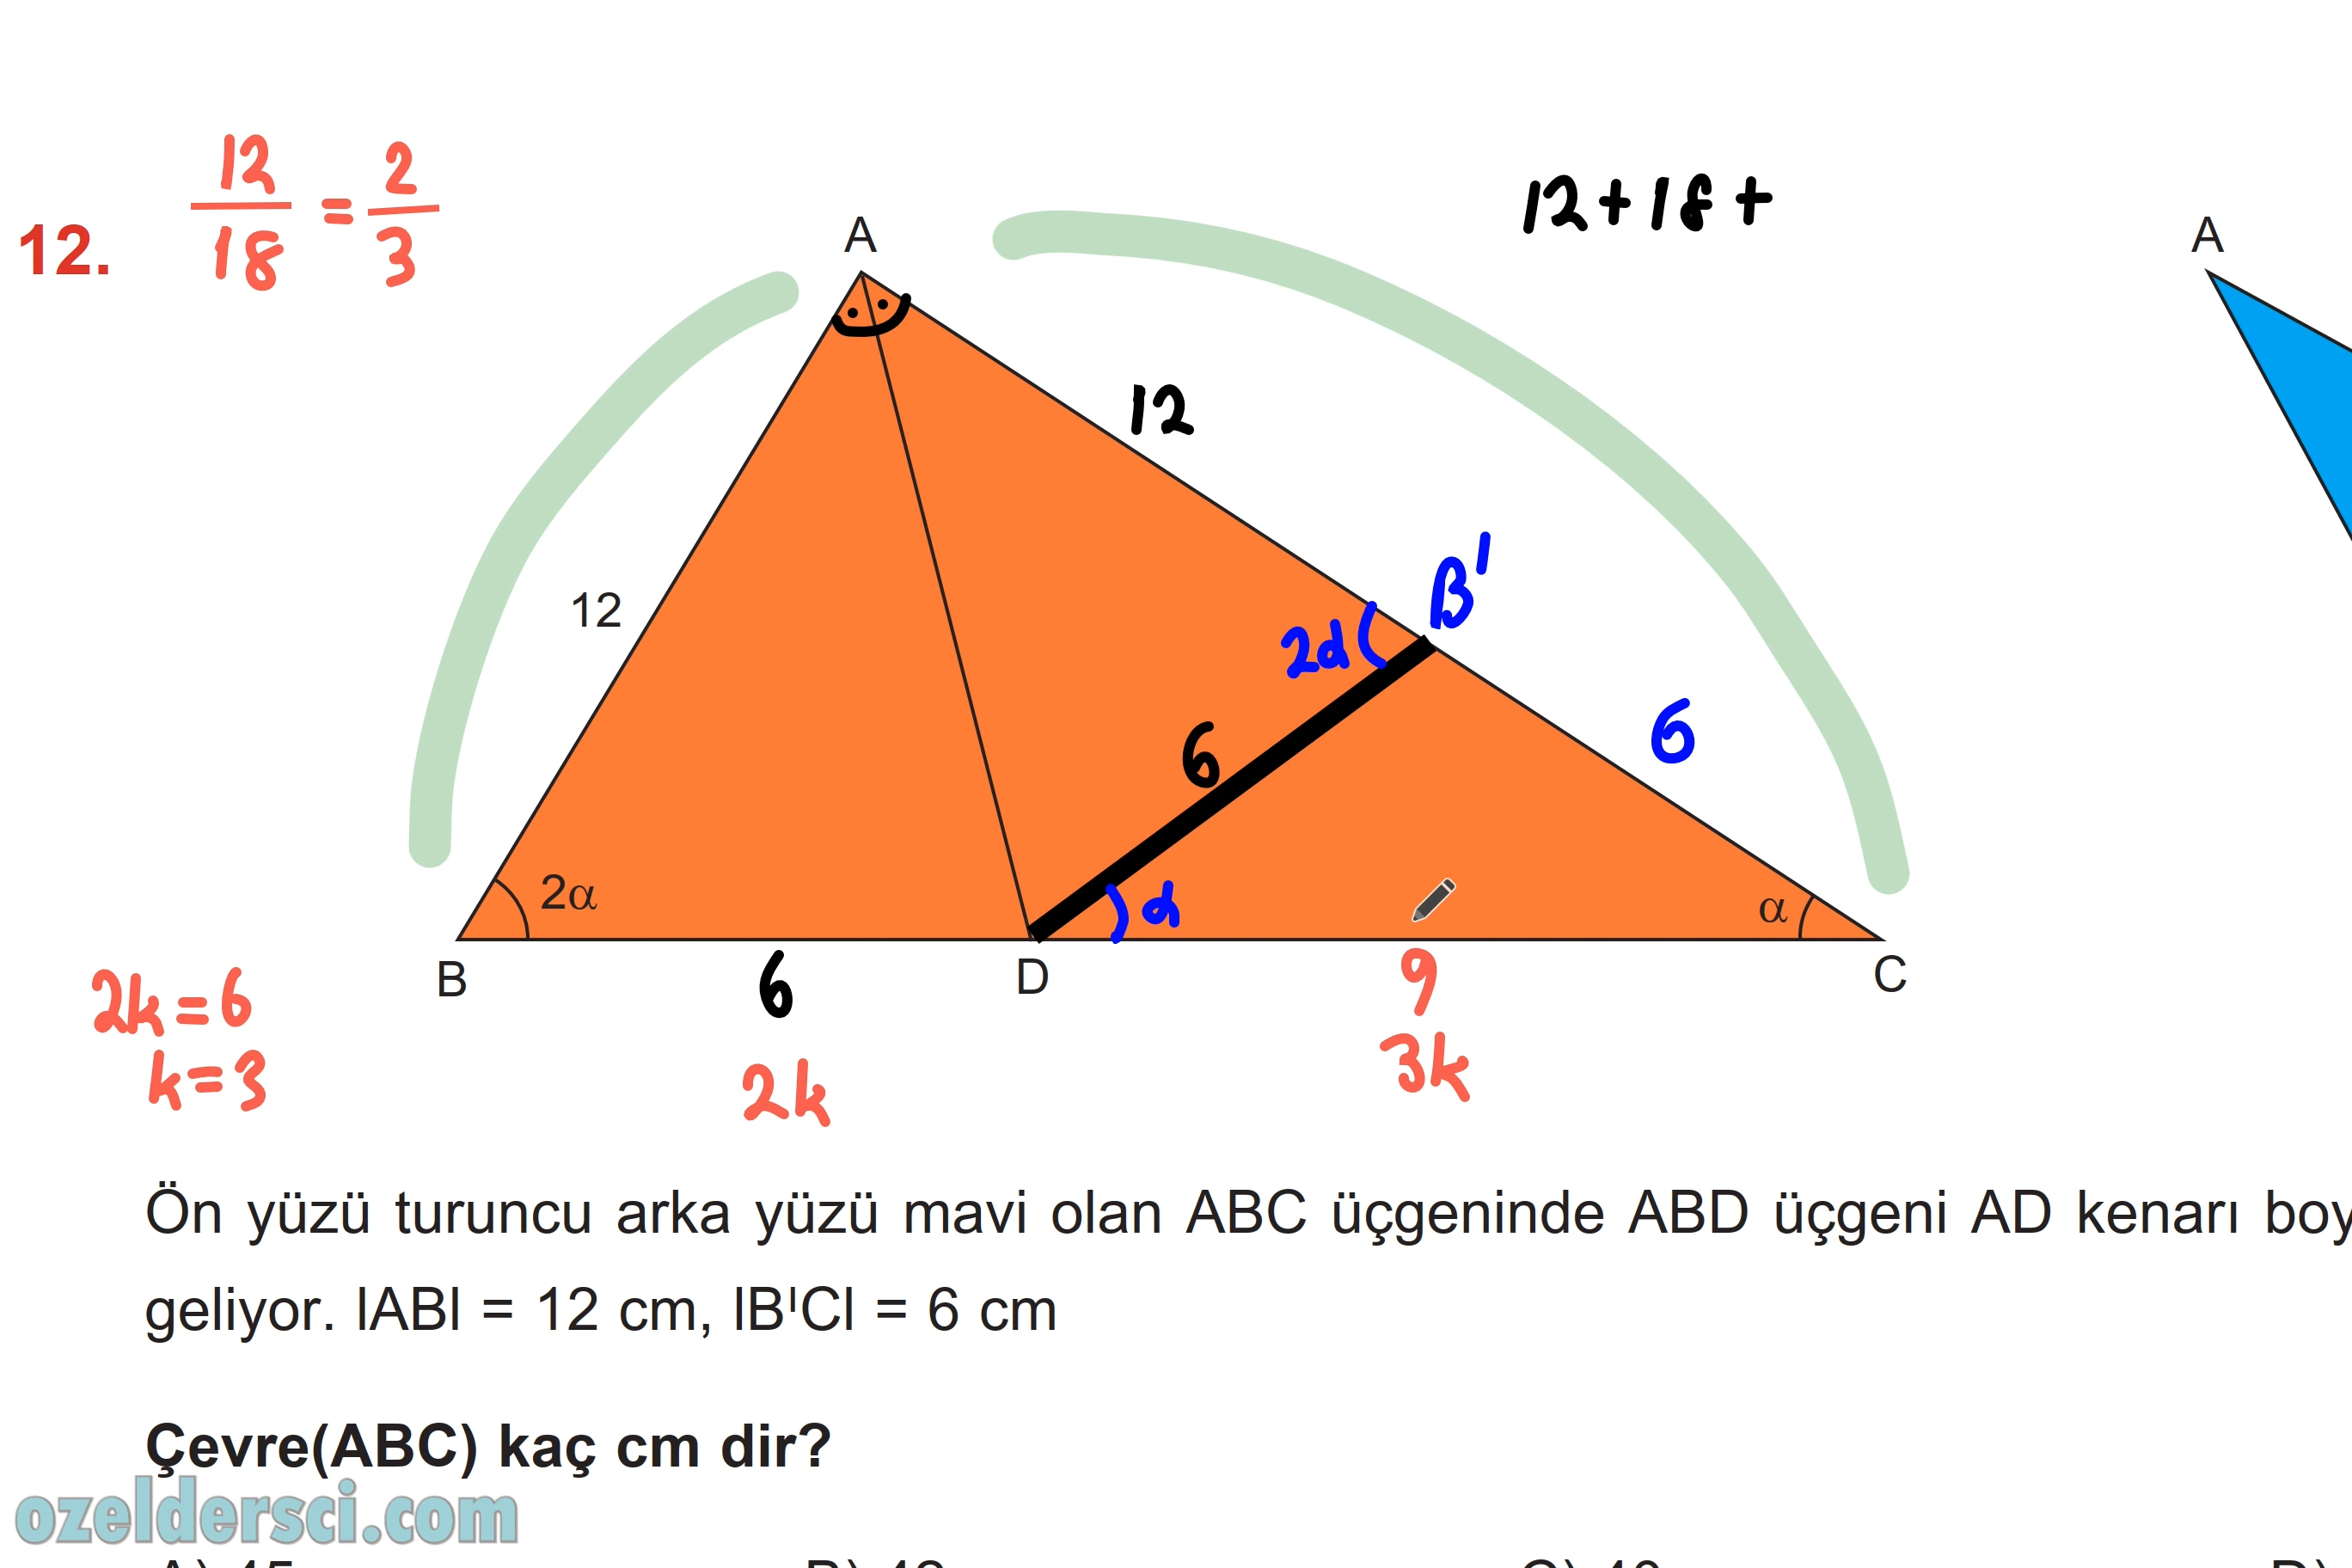 12 / 18 = 2 / 3
12.
12 + 18 +
A
A
12
12
B'
2α
6
6
2α
α
α
B
6
D
9
C
2k = 6
k = 3
2k
3k
Ön yüzü turuncu arka yüzü mavi olan ABC üçgeninde ABD üçgeni AD kenarı boy
geliyor. IABI = 12 cm, IBᴵCI = 6 cm
Çevre(ABC) kaç cm dir?
ozeldersci.com